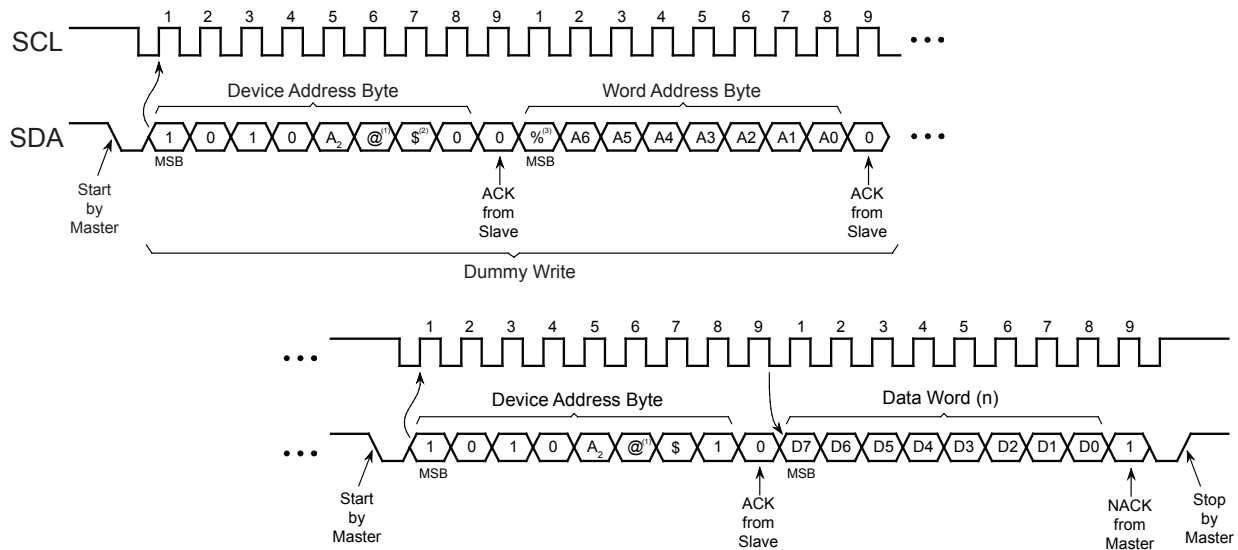 1 2 3 4 5 6 7 8 9 1 2 3 4 5 6 7 8 9
SCL
Device Address Byte Word Address Byte
SDA 1 0 1 0 A2 @(1) $(2) 0 0 %(3) A6 A5 A4 A3 A2 A1 A0 0
MSB MSB
Start
by
Master
ACK
from
Slave
ACK
from
Slave
Dummy Write
1 2 3 4 5 6 7 8 9 1 2 3 4 5 6 7 8 9
Device Address Byte Data Word (n)
1 0 1 0 A2 @(1) $ 1 0 D7 D6 D5 D4 D3 D2 D1 D0 1
MSB MSB
Start
by
Master
ACK
from
Slave
NACK
from
Master
Stop
by
Master